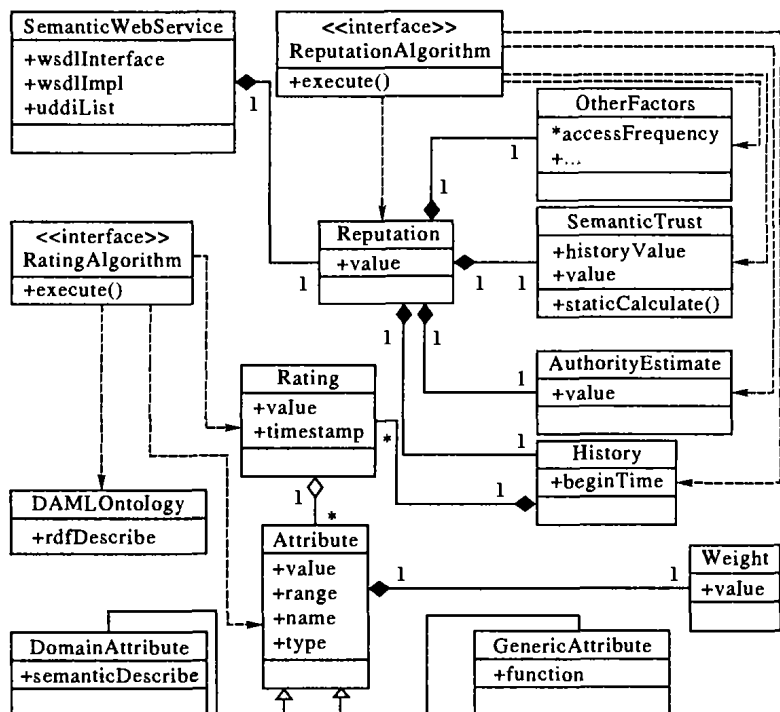 SemanticWebService
+wsdlInterface
+wsdlImpl
+uddiList
1
<<interface>>
ReputationAlgorithm
+execute()
OtherFactors
*accessFrequency
+...
1
1
<<interface>>
RatingAlgorithm
+execute()
Reputation
+value
1
1
1
SemanticTrust
+historyValue
+value
+staticCalculate()
1
1
AuthorityEstimate
+value
1
Rating
+value
+timestamp
*
1
History
+beginTime
1
1
DAMLOntology
+rdfDescribe
1
*
Attribute
+value
+range
+name
+type
1
1
Weight
+value
DomainAttribute
+semanticDescribe
GenericAttribute
+function